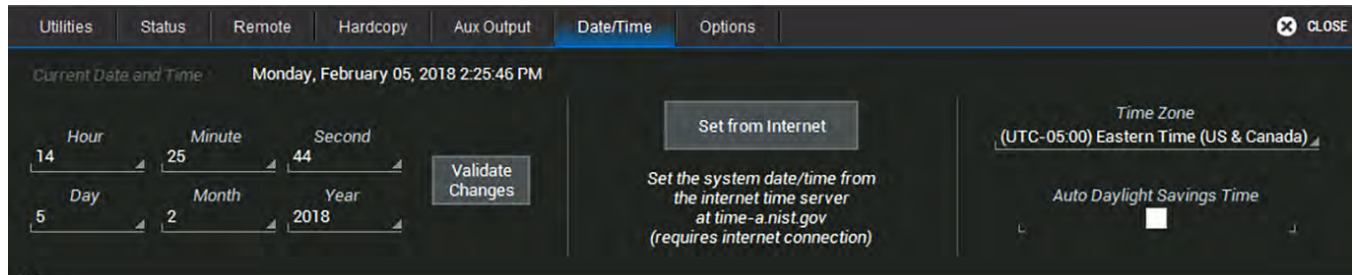 Utilities Status Remote Hardcopy Aux Output Date/Time Options CLOSE
Current Date and Time Monday, February 05, 2018 2:25:46 PM
Hour Minute Second
14 25 44
Day Month Year
5 2 2018
Validate
Changes
Set from Internet
Set the system date/time from
the internet time server
at time-a.nist.gov
(requires internet connection)
Time Zone
(UTC-05:00) Eastern Time (US & Canada)
Auto Daylight Savings Time